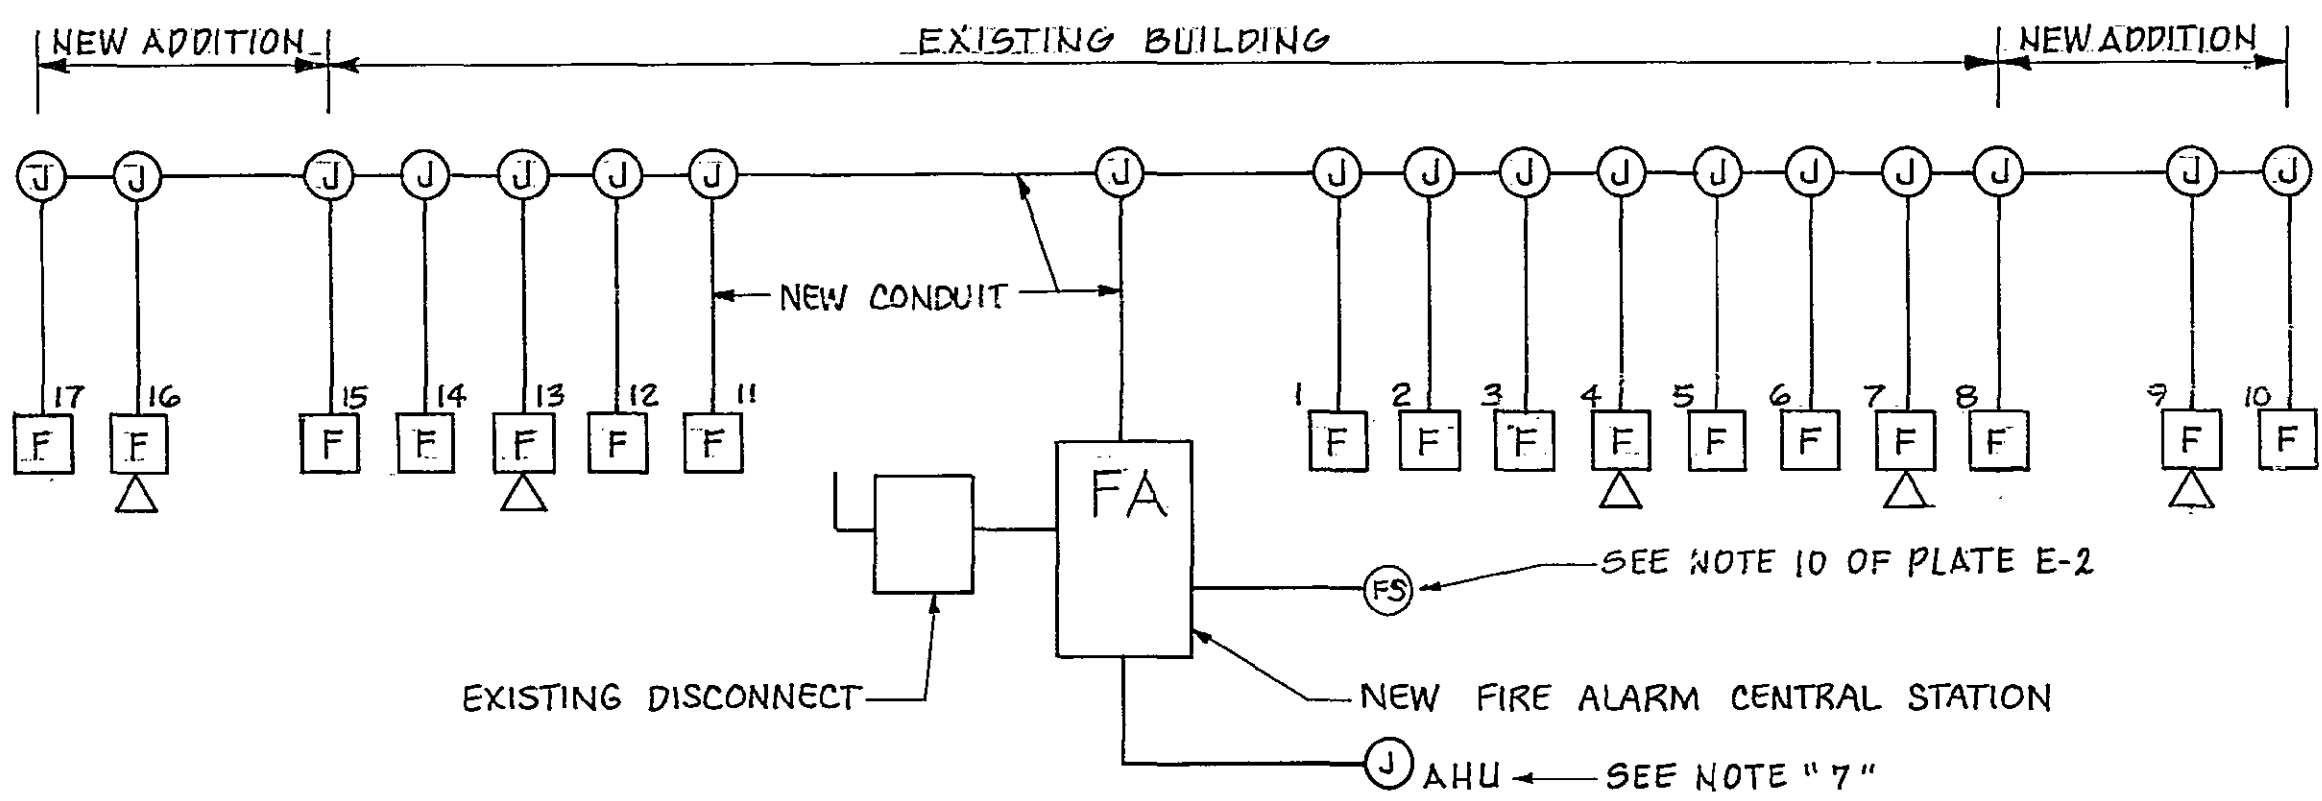 NEW ADDITION
EXISTING BUILDING
NEW ADDITION
J J J J J J J J J J J J J J J J J J
NEW CONDUIT
17 16 15 14 13 12 11 1 2 3 4 5 6 7 8 9 10
F F F F F F F F F F F F F F F F F
FA
SEE NOTE 10 OF PLATE E-2
FS
EXISTING DISCONNECT
NEW FIRE ALARM CENTRAL STATION
J AHU SEE NOTE "7"